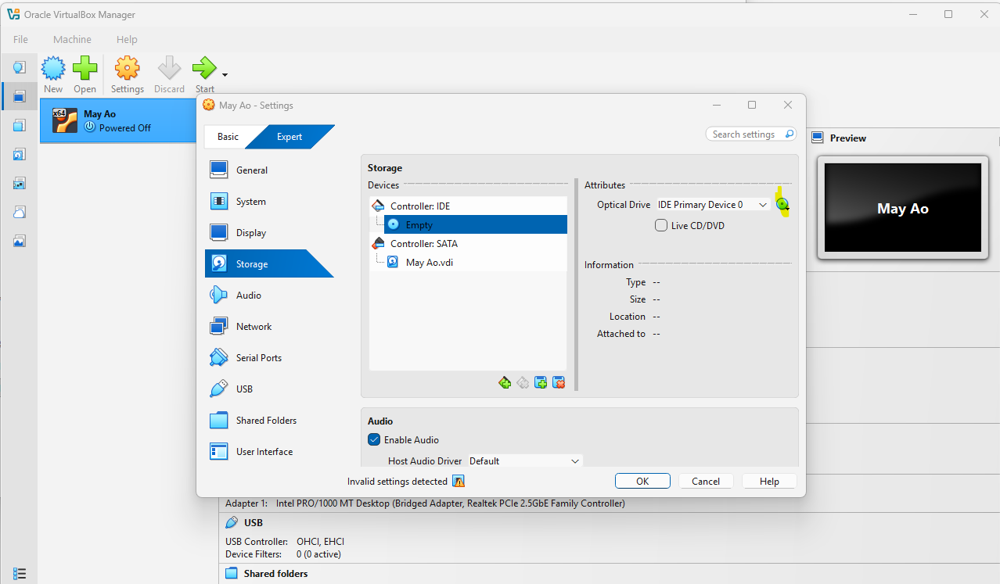 Oracle VirtualBox Manager
File Machine Help
New Open Settings Discard Start
x64
May Ao
Powered Off
May Ao - Settings
Basic Expert
Search settings
General
System
Display
Storage
Audio
Network
Serial Ports
USB
Shared Folders
User Interface
Storage
Devices
Controller: IDE
Empty
Controller: SATA
May Ao.vdi
Attributes
Optical Drive IDE Primary Device 0
Live CD/DVD
Information
Type --
Size --
Location --
Attached to --
Audio
Enable Audio
Host Audio Driver Default
Invalid settings detected
OK Cancel Help
Preview
May Ao
Adapter 1: Intel PRO/1000 MT Desktop (Bridged Adapter, Realtek PCIe 2.5GbE Family Controller)
USB
USB Controller: OHCI, EHCI
Device Filters: 0 (0 active)
Shared folders